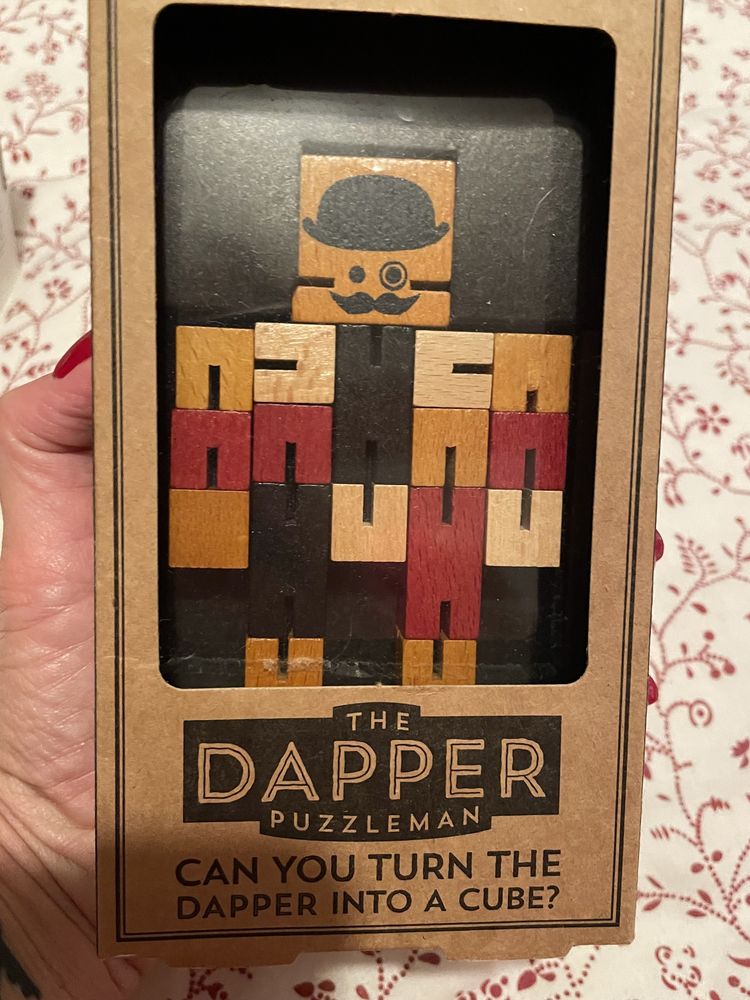 THE
DAPPER
PUZZLEMAN
CAN YOU TURN THE
DAPPER INTO A CUBE?